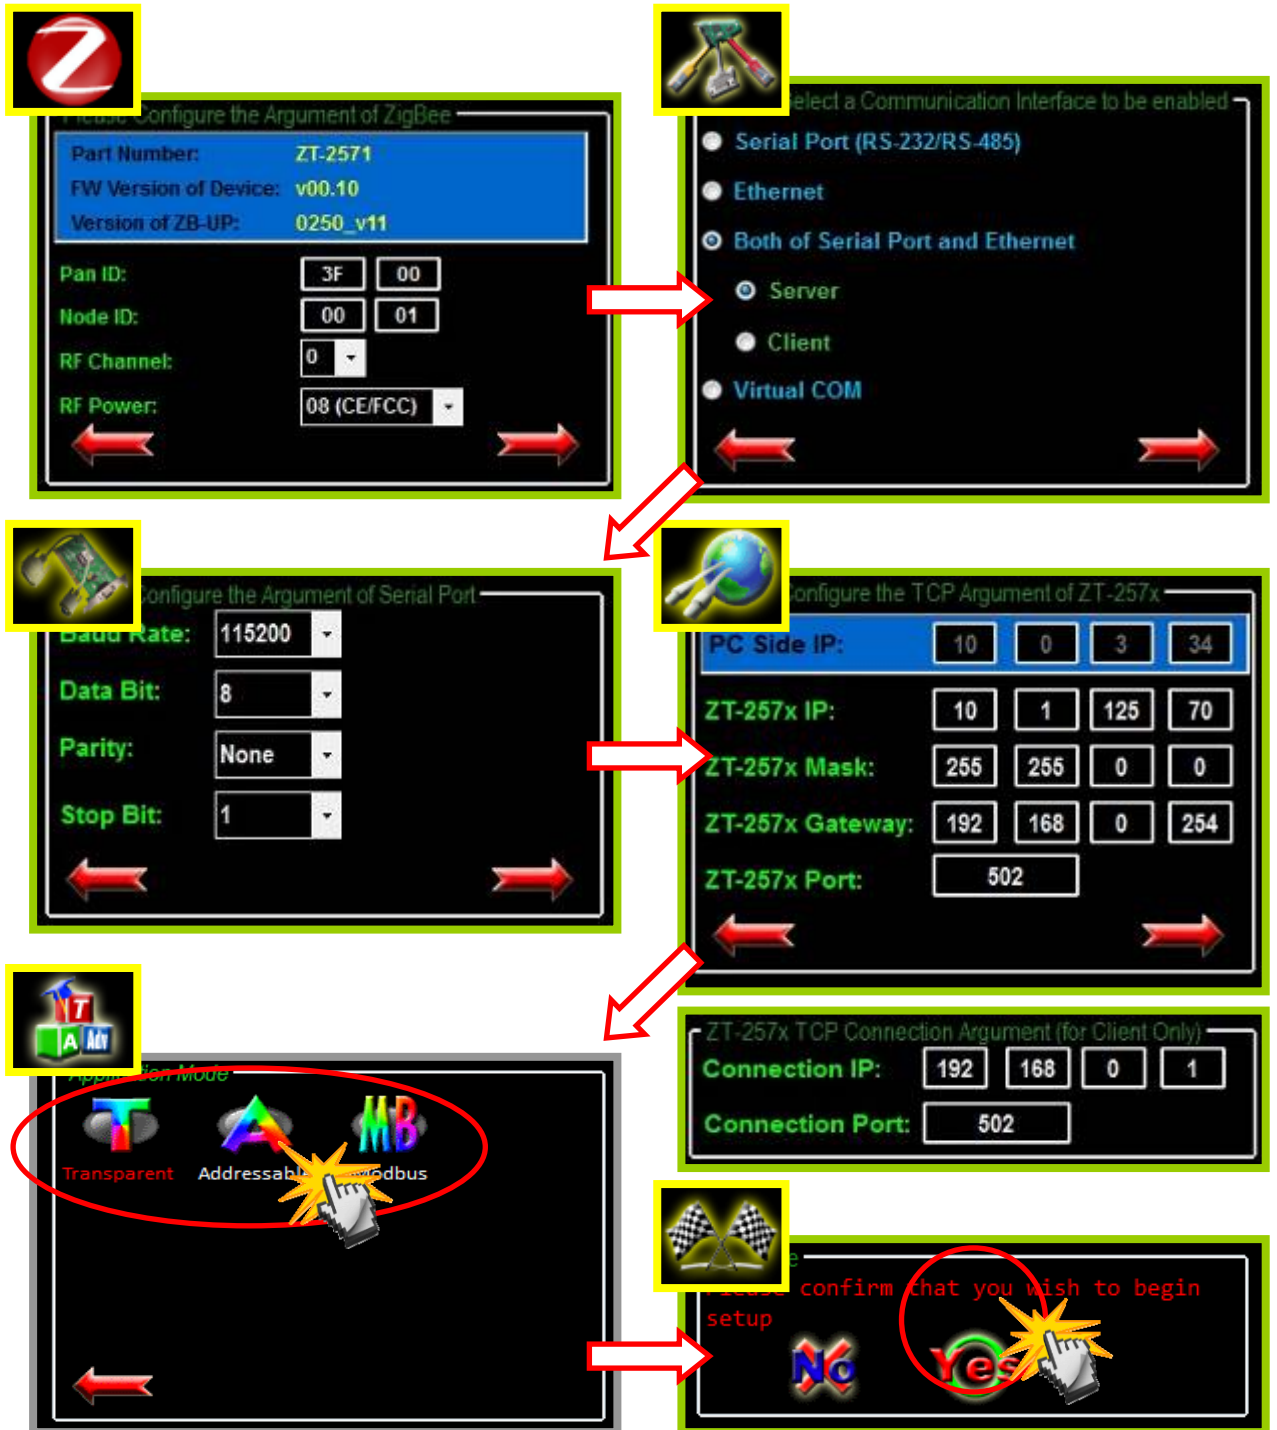 Z
Please Configure the Argument of ZigBee
Part Number: ZT-2571
FW Version of Device: v00.10
Version of ZB-UP: 0250_v11
Pan ID: 3F 00
Node ID: 00 01
RF Channel: 0
RF Power: 08 (CE/FCC)
TCP
Select a Communication Interface to be enabled
Serial Port (RS-232/RS-485)
Ethernet
Both of Serial Port and Ethernet
Server
Client
Virtual COM
Configure the Argument of Serial Port
Baud Rate: 115200
Data Bit: 8
Parity: None
Stop Bit: 1
Configure the TCP Argument of ZT-257x
PC Side IP: 10 0 3 34
ZT-257x IP: 10 1 125 70
ZT-257x Mask: 255 255 0 0
ZT-257x Gateway: 192 168 0 254
ZT-257x Port: 502
ZT-257x TCP Connection Argument (for Client Only)
Connection IP: 192 168 0 1
Connection Port: 502
T
A Adv
Application Mode
T A MB
Transparent Addressable Modbus
Please confirm that you wish to begin
setup
No Yes